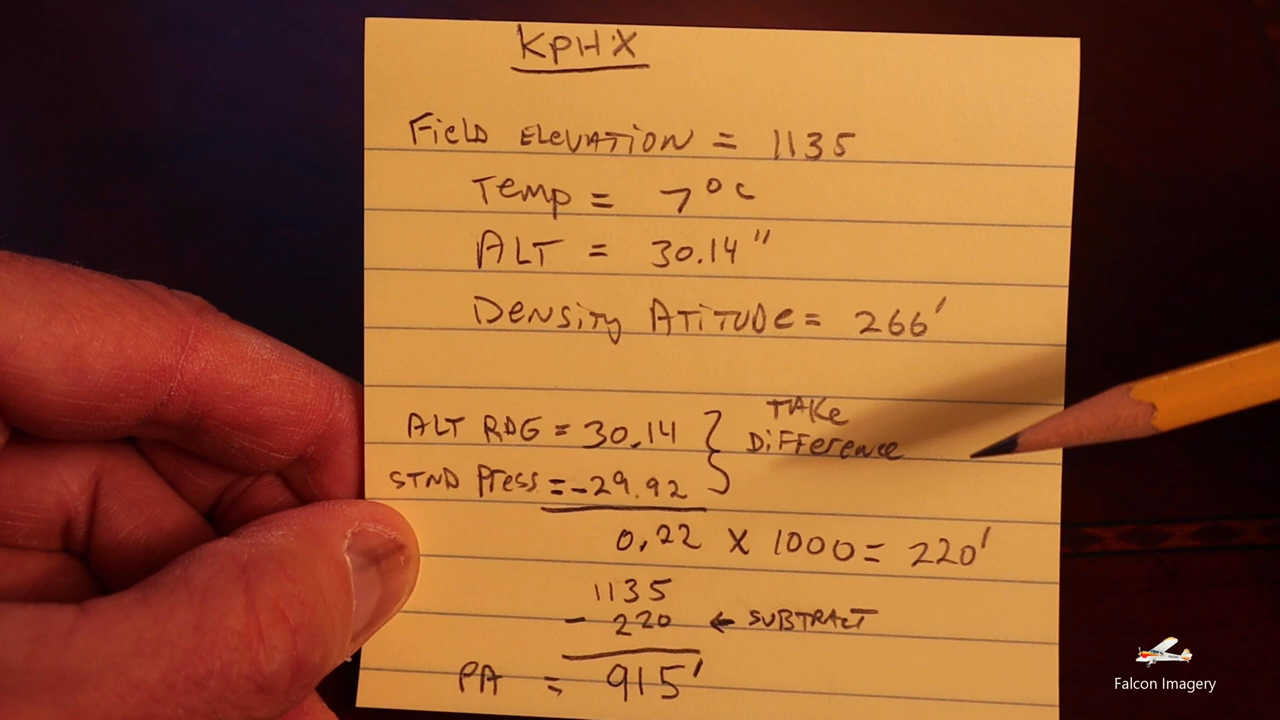 KPHX
Field Elevation = 1135
Temp = 7°C
ALT = 30.14"
Density Atitude = 266'
ALT RDG = 30.14 } TAKE Difference
STND Press = -29.92
0.22 X 1000 = 220'
1135
- 220 ← SUBTRACT
PA = 915'
Falcon Imagery